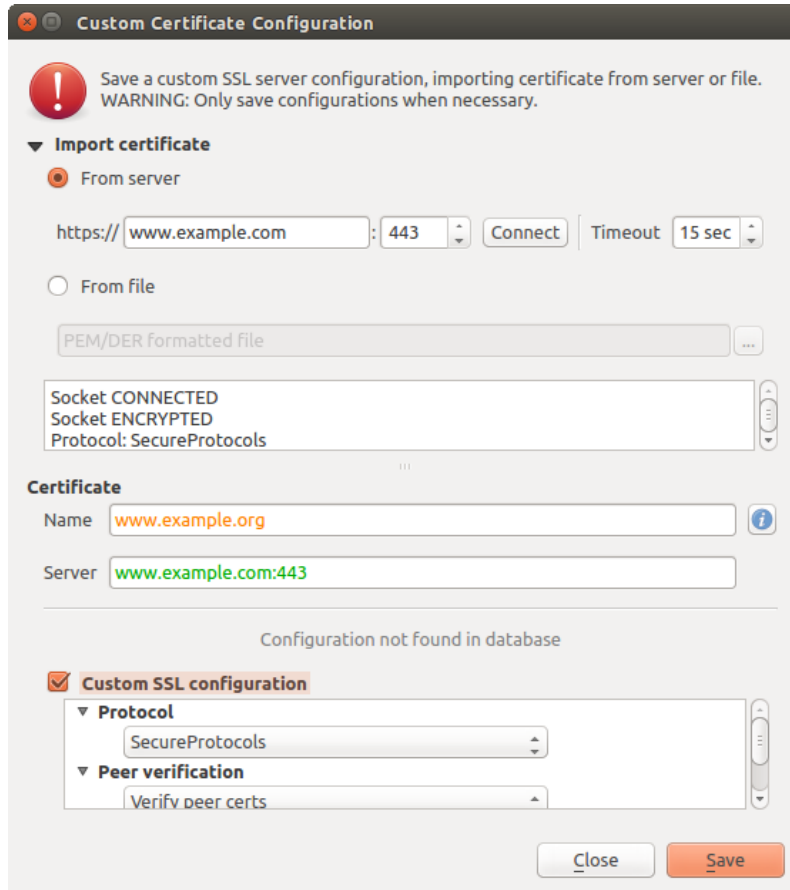 Custom Certificate Configuration
Save a custom SSL server configuration, importing certificate from server or file.
WARNING: Only save configurations when necessary.
Import certificate
From server
https:// www.example.com : 443 Connect Timeout 15 sec
From file
PEM/DER formatted file ...
Socket CONNECTED
Socket ENCRYPTED
Protocol: SecureProtocols
Certificate
Name www.example.org
Server www.example.com:443
Configuration not found in database
Custom SSL configuration
Protocol
SecureProtocols
Peer verification
Verify peer certs
Close Save